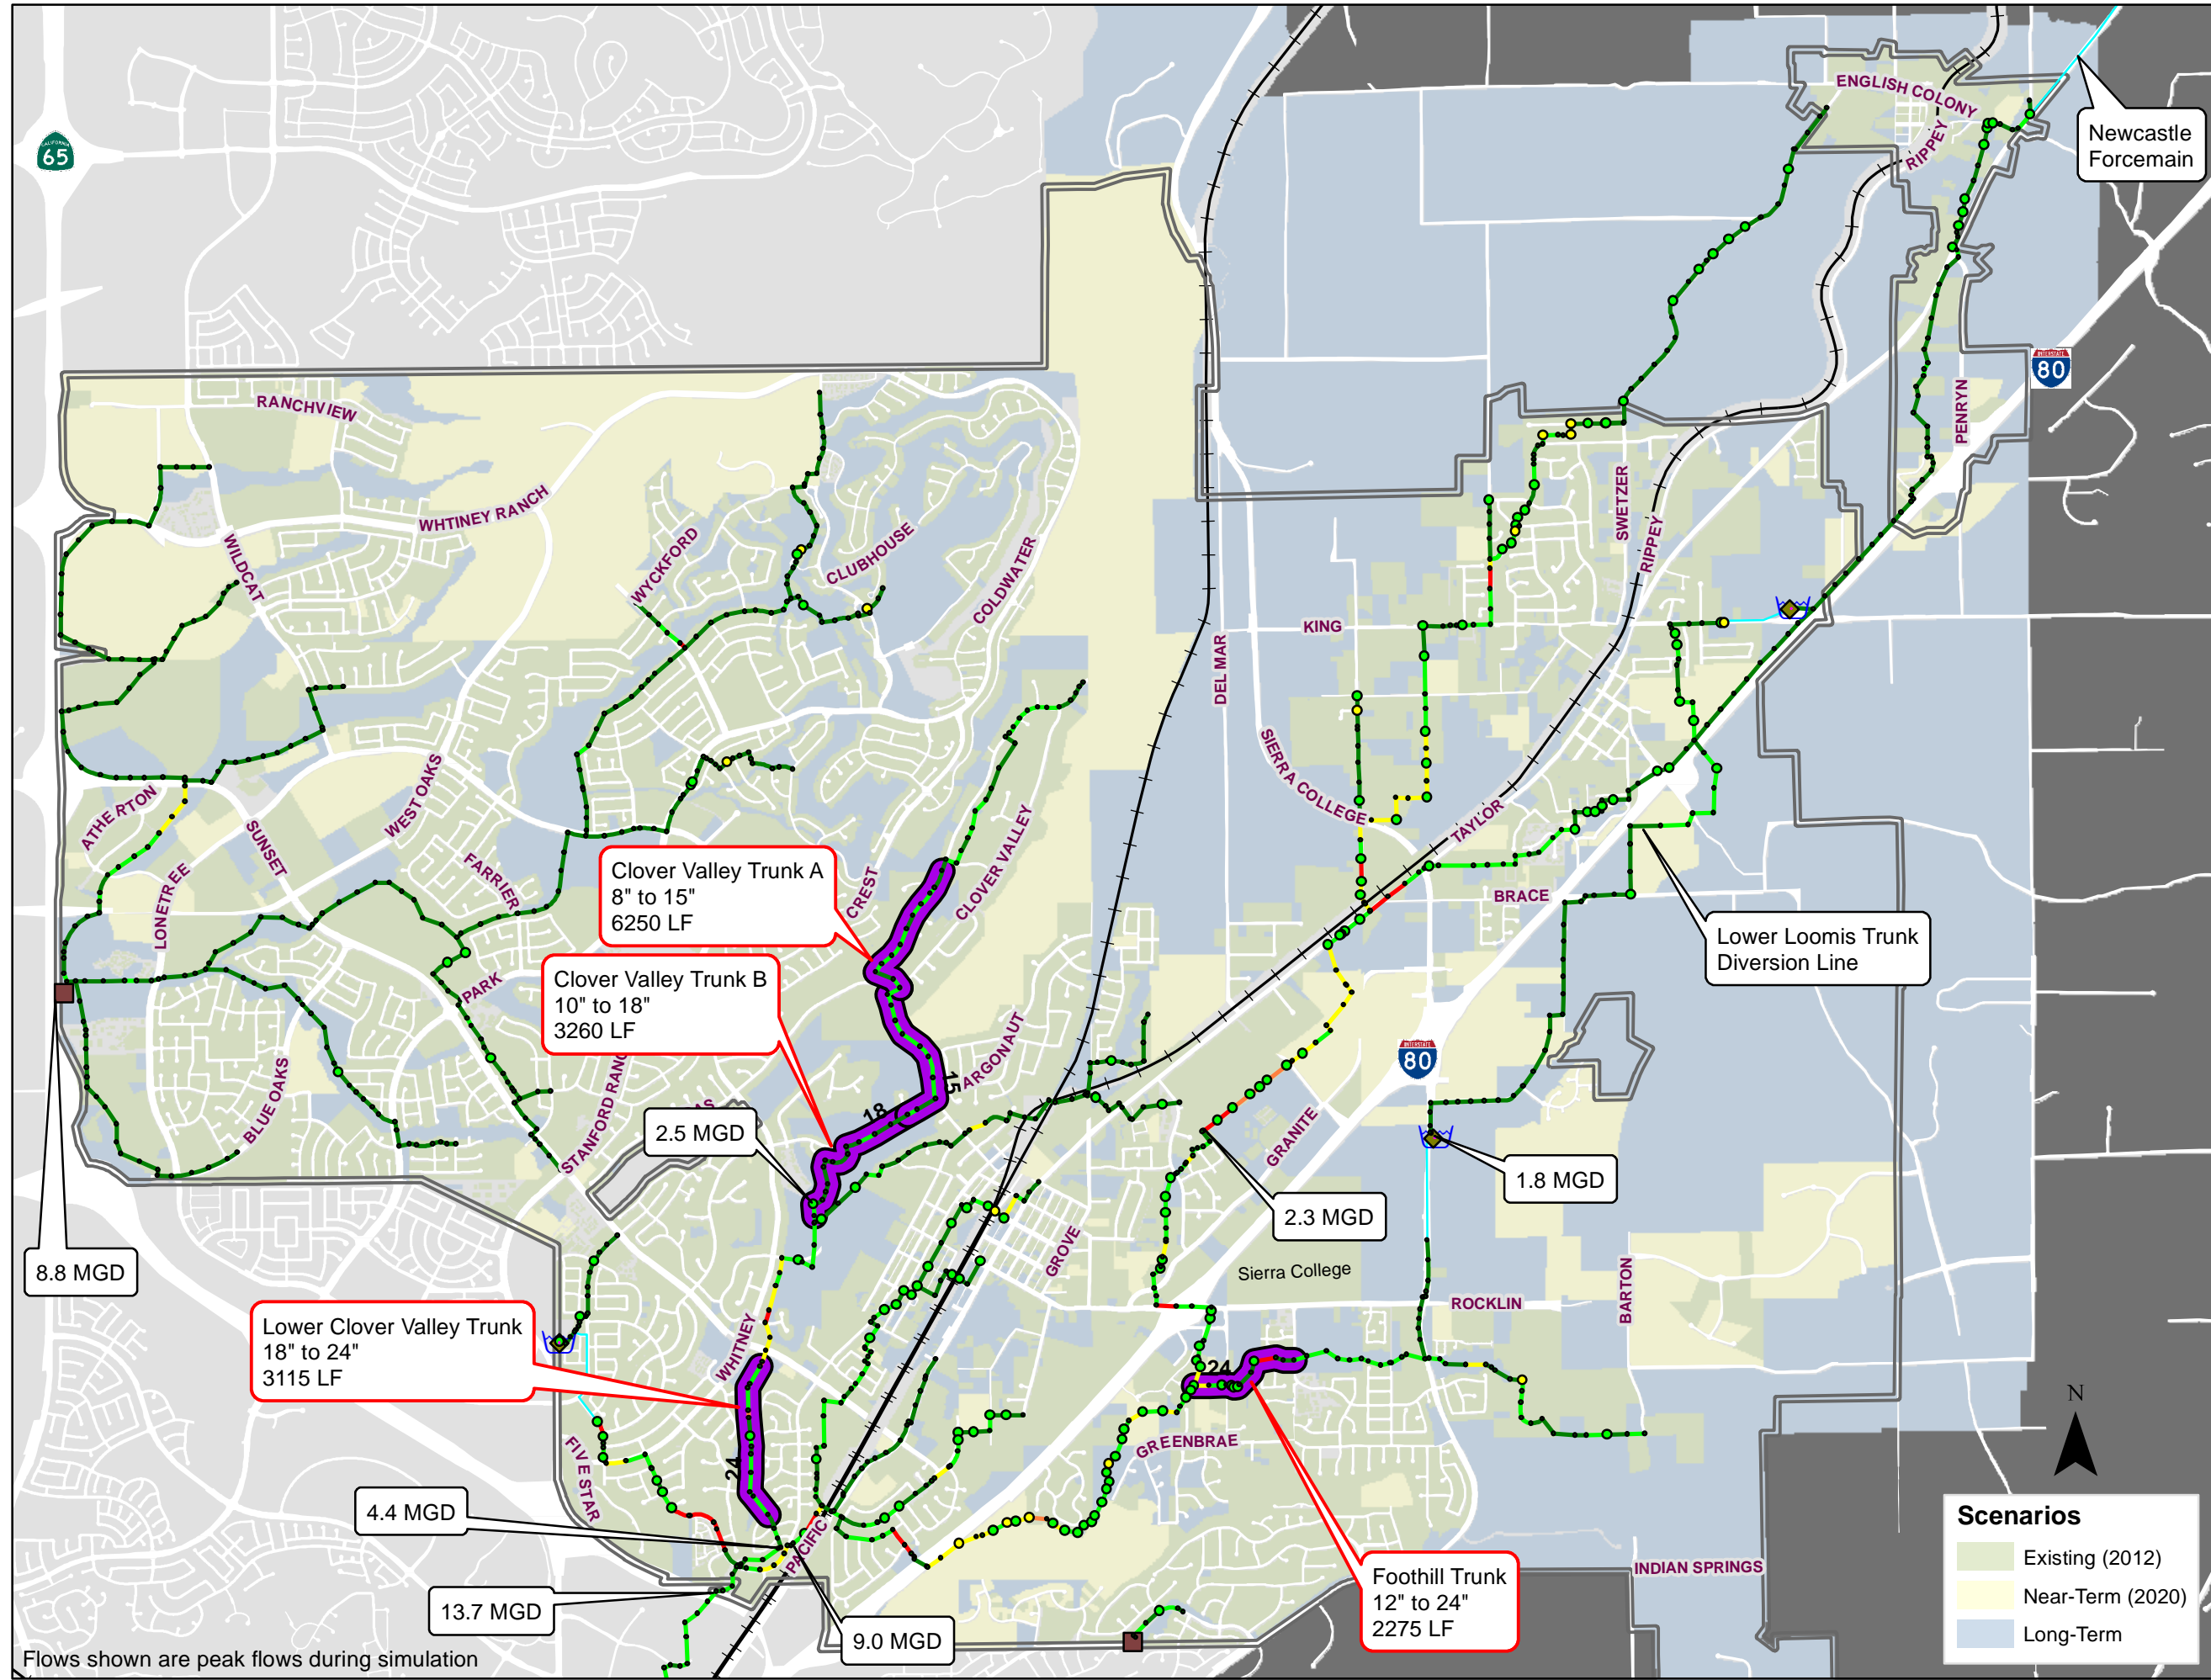 CALIFORNIA
65
ENGLISH COLONY
RIPPEY
Newcastle
Forcemain
INTERSTATE
80
PENRYN
RANCHVIEW
WHTINEY RANCH
WILDCAT
WYCKFORD
CLUBHOUSE
COLDWATER
SWETZER
RIPPEY
KING
DEL MAR
SIERRA COLLEGE
TAYLOR
BRACE
ATHERTON
SUNSET
WEST OAKS
LONETREE
FARRIER
PARK
CREST
CLOVER VALLEY
Clover Valley Trunk A
8" to 15"
6250 LF
Clover Valley Trunk B
10" to 18"
3260 LF
Lower Loomis Trunk
Diversion Line
ARGONAUT
15
18
INTERSTATE
80
BLUE OAKS
STANFORD RANC
AS
2.5 MGD
GRANITE
1.8 MGD
2.3 MGD
8.8 MGD
GROVE
Sierra College
ROCKLIN
BARTON
Lower Clover Valley Trunk
18" to 24"
3115 LF
WHITNEY
24
24
GREENBRAE
FIVE STAR
4.4 MGD
PACIFIC
13.7 MGD
9.0 MGD
Foothill Trunk
12" to 24"
2275 LF
INDIAN SPRINGS
N
Scenarios
Existing (2012)
Near-Term (2020)
Long-Term
Flows shown are peak flows during simulation